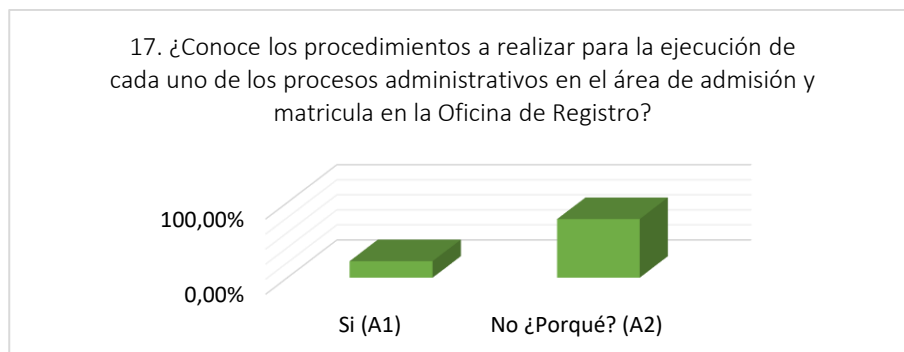 17. ¿Conoce los procedimientos a realizar para la ejecución de
cada uno de los procesos administrativos en el área de admisión y
matricula en la Oficina de Registro?
100,00%
0,00%
Si (A1)
No ¿Porqué? (A2)